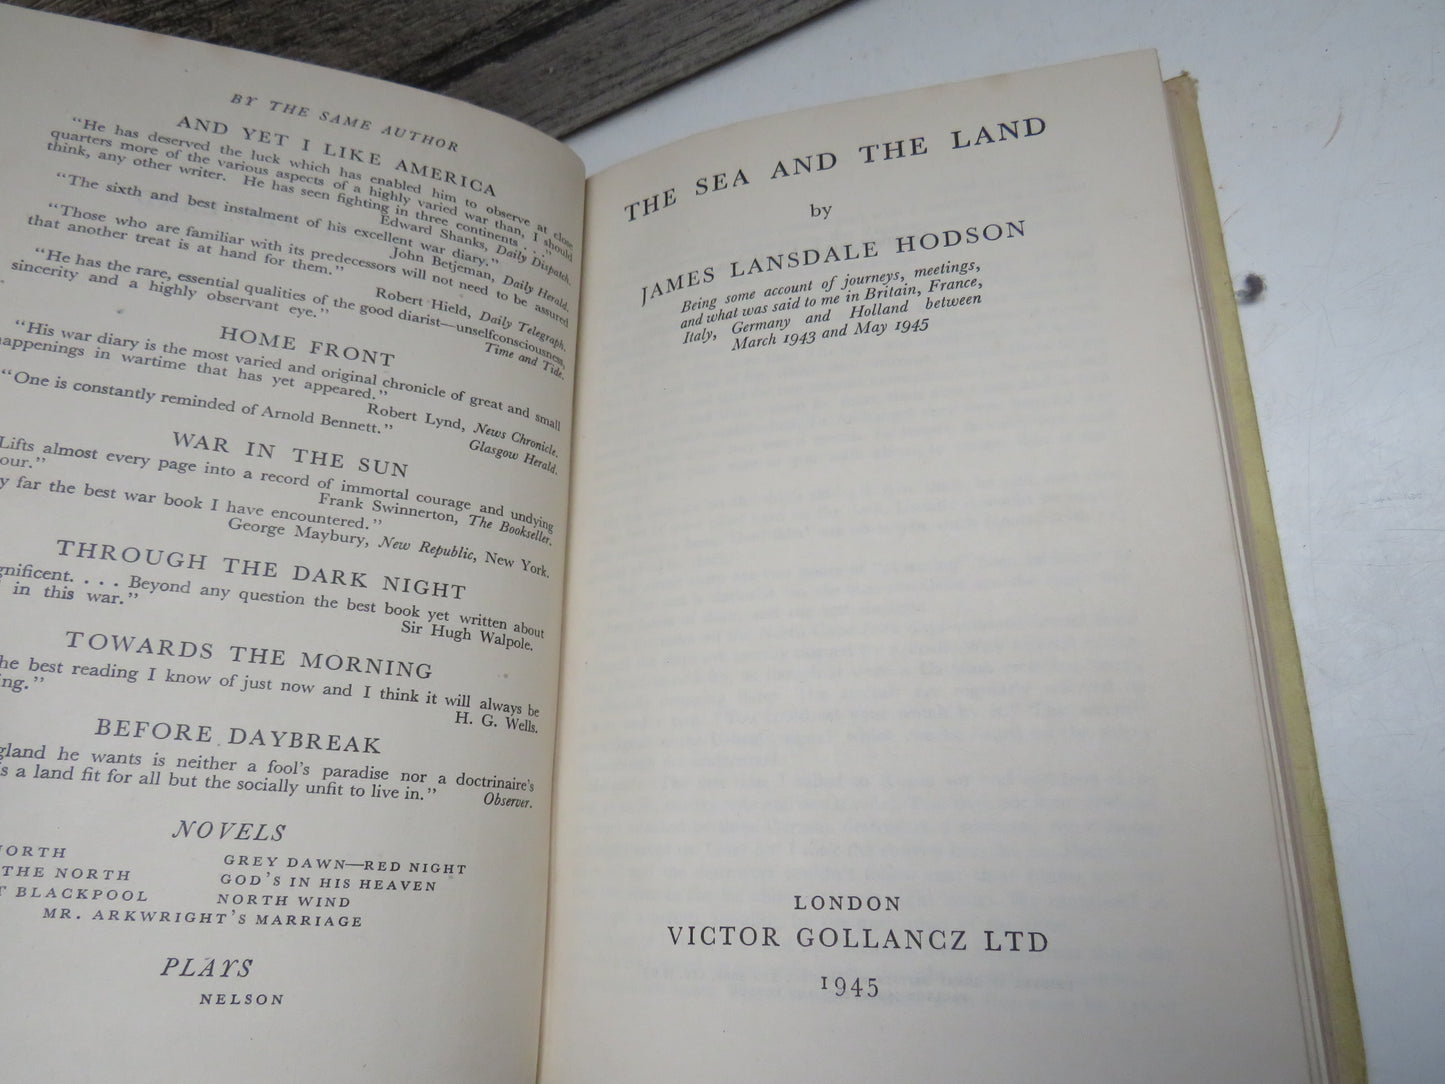 BY THE SAME AUTHOR
AND YET I LIKE AMERICA
"He has deserved the luck which has enabled him to observe at close
quarters more of the various aspects of a highly varied war than, I should
think, any other writer. He has seen fighting in three continents . . ."
Edward Shanks, Daily Dispatch.
"The sixth and best instalment of his excellent war diary."
John Betjeman, Daily Herald.
"Those who are familiar with its predecessors will not need to be assured
that another treat is at hand for them."
Robert Hield, Daily Telegraph.
"He has the rare, essential qualities of the good diarist—unselfconsciousness,
sincerity and a highly observant eye."
Time and Tide.
HOME FRONT
"His war diary is the most varied and original chronicle of great and small
happenings in wartime that has yet appeared."
Robert Lynd, News Chronicle.
"One is constantly reminded of Arnold Bennett."
Glasgow Herald.
WAR IN THE SUN
Lifts almost every page into a record of immortal courage and undying
our."
Frank Swinnerton, The Bookseller.
y far the best war book I have encountered."
George Maybury, New Republic, New York.
THROUGH THE DARK NIGHT
gnificent. . . . Beyond any question the best book yet written about
in this war."
Sir Hugh Walpole.
TOWARDS THE MORNING
he best reading I know of just now and I think it will always be
ing."
H. G. Wells.
BEFORE DAYBREAK
gland he wants is neither a fool's paradise nor a doctrinaire's
s a land fit for all but the socially unfit to live in."
Observer.
NOVELS
NORTH
GREY DAWN—RED NIGHT
THE NORTH
GOD'S IN HIS HEAVEN
T BLACKPOOL
NORTH WIND
MR. ARKWRIGHT'S MARRIAGE
PLAYS
NELSON
THE SEA AND THE LAND
by
JAMES LANSDALE HODSON
Being some account of journeys, meetings,
and what was said to me in Britain, France,
Italy, Germany and Holland between
March 1943 and May 1945
LONDON
VICTOR GOLLANCZ LTD
1945